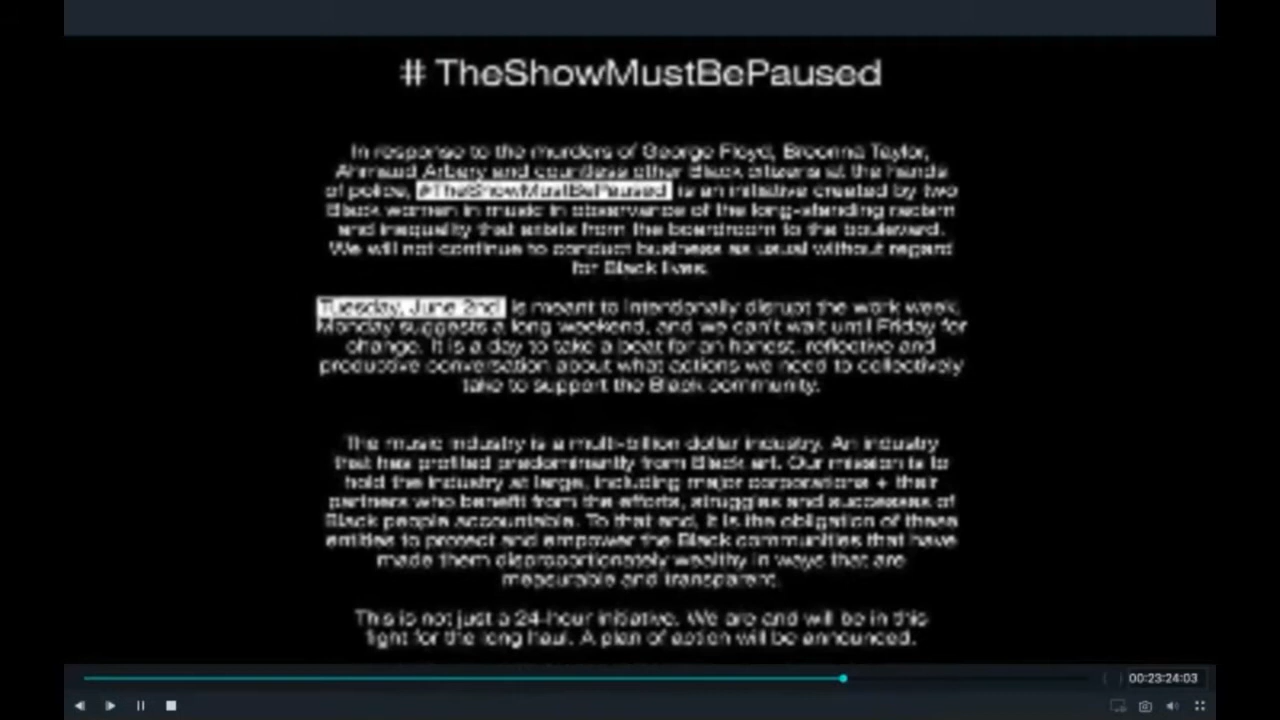 # TheShowMustBePaused
In response to the murders of George Floyd, Breonna Taylor,
Ahmaud Arbery and countless other Black citizens at the hands
of police, #TheShowMustBePaused is an initiative created by two
Black women in music in observance of the long-standing racism
and inequality that exists from the boardroom to the boulevard.
We will not continue to conduct business as usual without regard
for Black lives.
Tuesday, June 2nd is meant to intentionally disrupt the work week.
Monday suggests a long weekend, and we can't wait until Friday for
change. It is a day to take a beat for an honest, reflective and
productive conversation about what actions we need to collectively
take to support the Black community.
The music industry is a multi-billion dollar industry. An industry
that has profited predominantly from Black art. Our mission is to
hold the industry at large, including major corporations + their
partners who benefit from the efforts, struggles and successes of
Black people accountable. To that end, it is the obligation of these
entities to protect and empower the Black communities that have
made them disproportionately wealthy in ways that are
measurable and transparent.
This is not just a 24-hour initiative. We are and will be in this
fight for the long haul. A plan of action will be announced.
00:23:24:03